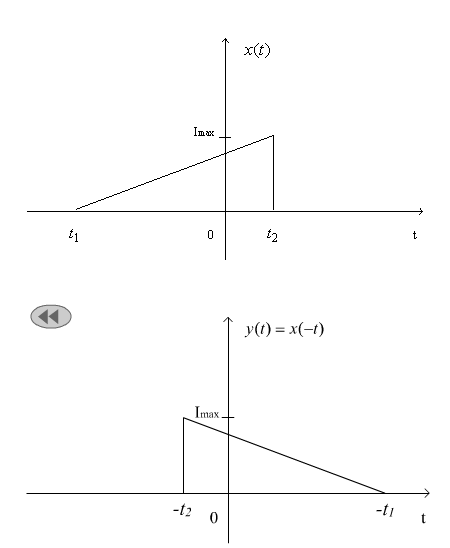 x(t)
Imax
t1 0 t2 t
y(t) = x(–t)
Imax
-t2 0 -t1 t